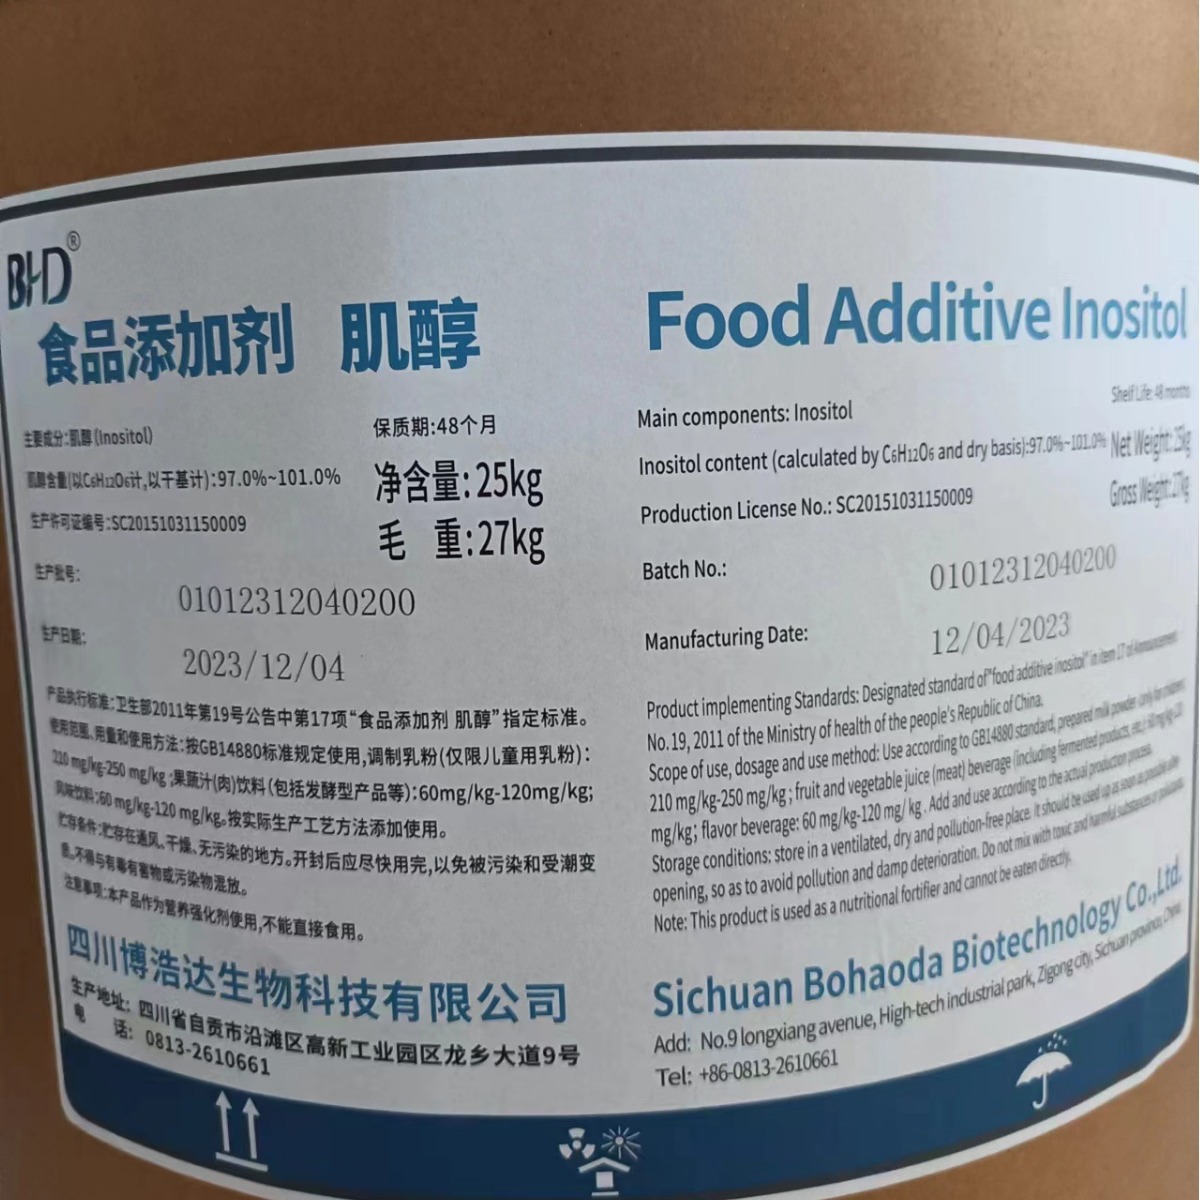 BHD®
食品添加剂 肌醇
主要成分:肌醇(Inositol)
肌醇含量(以C₆H₁₂O₆计,以干基计):97.0%~101.0%
生产许可证编号:SC20151031150009
保质期:48个月
净含量:25kg
毛 重:27kg
生产批号:
01012312040200
生产日期:
2023/12/04
产品执行标准:卫生部2011年第19号公告中第17项“食品添加剂 肌醇”指定标准。
使用范围、用量和使用方法:按GB14880标准规定使用,调制乳粉(仅限儿童用乳粉):
210 mg/kg-250 mg/kg;果蔬汁(肉)饮料(包括发酵型产品等):60mg/kg-120mg/kg;
风味饮料:60 mg/kg-120 mg/kg。按实际生产工艺方法添加使用。
贮存条件:贮存在通风、干燥、无污染的地方。开封后应尽快用完,以免被污染和受潮变
质。不得与有毒有害物或污染物混放。
注意事项:本产品作为营养强化剂使用,不能直接食用。
四川博浩达生物科技有限公司
生产地址: 四川省自贡市沿滩区高新工业园区龙乡大道9号
电 话: 0813-2610661
Food Additive Inositol
Shelf Life: 48 months
Main components: Inositol
Inositol content (calculated by C₆H₁₂O₆ and dry basis):97.0%~101.0%
Net Weight:25kg
Production License No.: SC20151031150009
Gross Weight:27kg
Batch No.:
01012312040200
Manufacturing Date:
12/04/2023
Product implementing Standards: Designated standard of"food additive inositol" in item 17 of Announcement
No.19, 2011 of the Ministry of health of the people's Republic of China.
Scope of use, dosage and use method: Use according to GB14880 standard, prepared milk powder (only for children):
210 mg/kg-250 mg/kg; fruit and vegetable juice (meat) beverage (including fermented products, etc.): 60 mg/kg-120
mg/kg; flavor beverage: 60 mg/kg-120 mg/ kg . Add and use according to the actual production process.
Storage conditions: store in a ventilated, dry and pollution-free place. It should be used up as soon as possible after
opening, so as to avoid pollution and damp deterioration. Do not mix with toxic and harmful substances or pollutants.
Note: This product is used as a nutritional fortifier and cannot be eaten directly.
Sichuan Bohaoda Biotechnology Co.,Ltd.
Add: No.9 longxiang avenue, High-tech industrial park, Zigong city, Sichuan province, China.
Tel: +86-0813-2610661